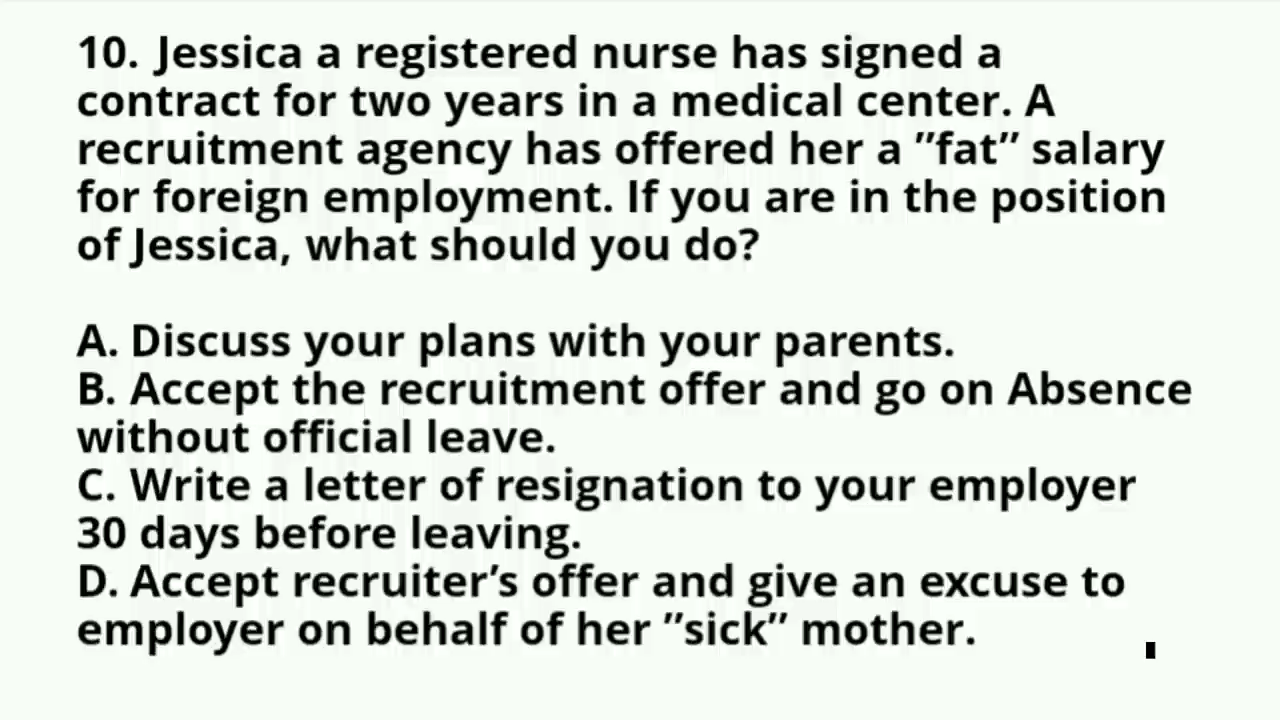 10. Jessica a registered nurse has signed a
contract for two years in a medical center. A
recruitment agency has offered her a ”fat” salary
for foreign employment. If you are in the position
of Jessica, what should you do?
A. Discuss your plans with your parents.
B. Accept the recruitment offer and go on Absence
without official leave.
C. Write a letter of resignation to your employer
30 days before leaving.
D. Accept recruiter’s offer and give an excuse to
employer on behalf of her ”sick” mother.